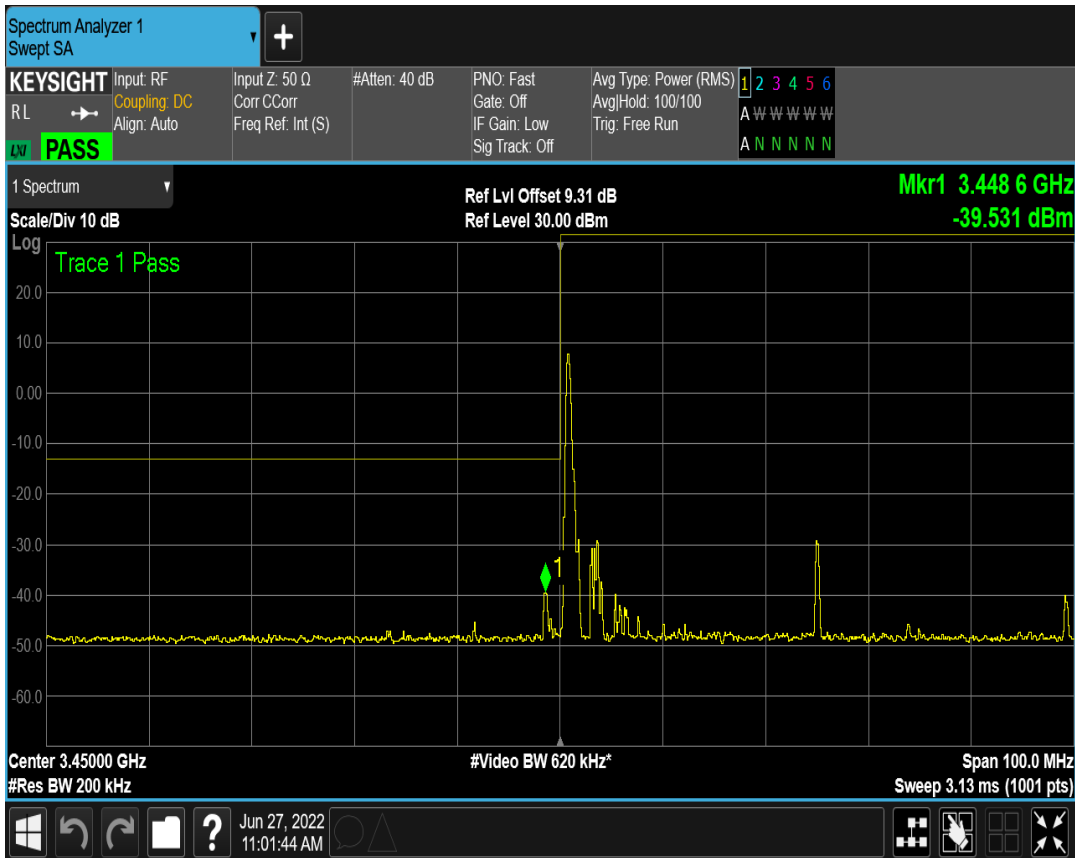 Spectrum Analyzer 1
Swept SA
+
KEYSIGHT
RL
LXI PASS
Input: RF
Coupling: DC
Align: Auto
Input Z: 50 Ω
Corr CCorr
Freq Ref: Int (S)
#Atten: 40 dB
PNO: Fast
Gate: Off
IF Gain: Low
Sig Track: Off
Avg Type: Power (RMS)
Avg|Hold: 100/100
Trig: Free Run
1 2 3 4 5 6
A W W W W W
A N N N N N
1 Spectrum
Scale/Div 10 dB
Ref Lvl Offset 9.31 dB
Ref Level 30.00 dBm
Mkr1 3.448 6 GHz
-39.531 dBm
Log
Trace 1 Pass
20.0
10.0
0.00
-10.0
-20.0
-30.0
1
-40.0
-50.0
-60.0
Center 3.45000 GHz
#Res BW 200 kHz
#Video BW 620 kHz*
Span 100.0 MHz
Sweep 3.13 ms (1001 pts)
?
Jun 27, 2022
11:01:44 AM